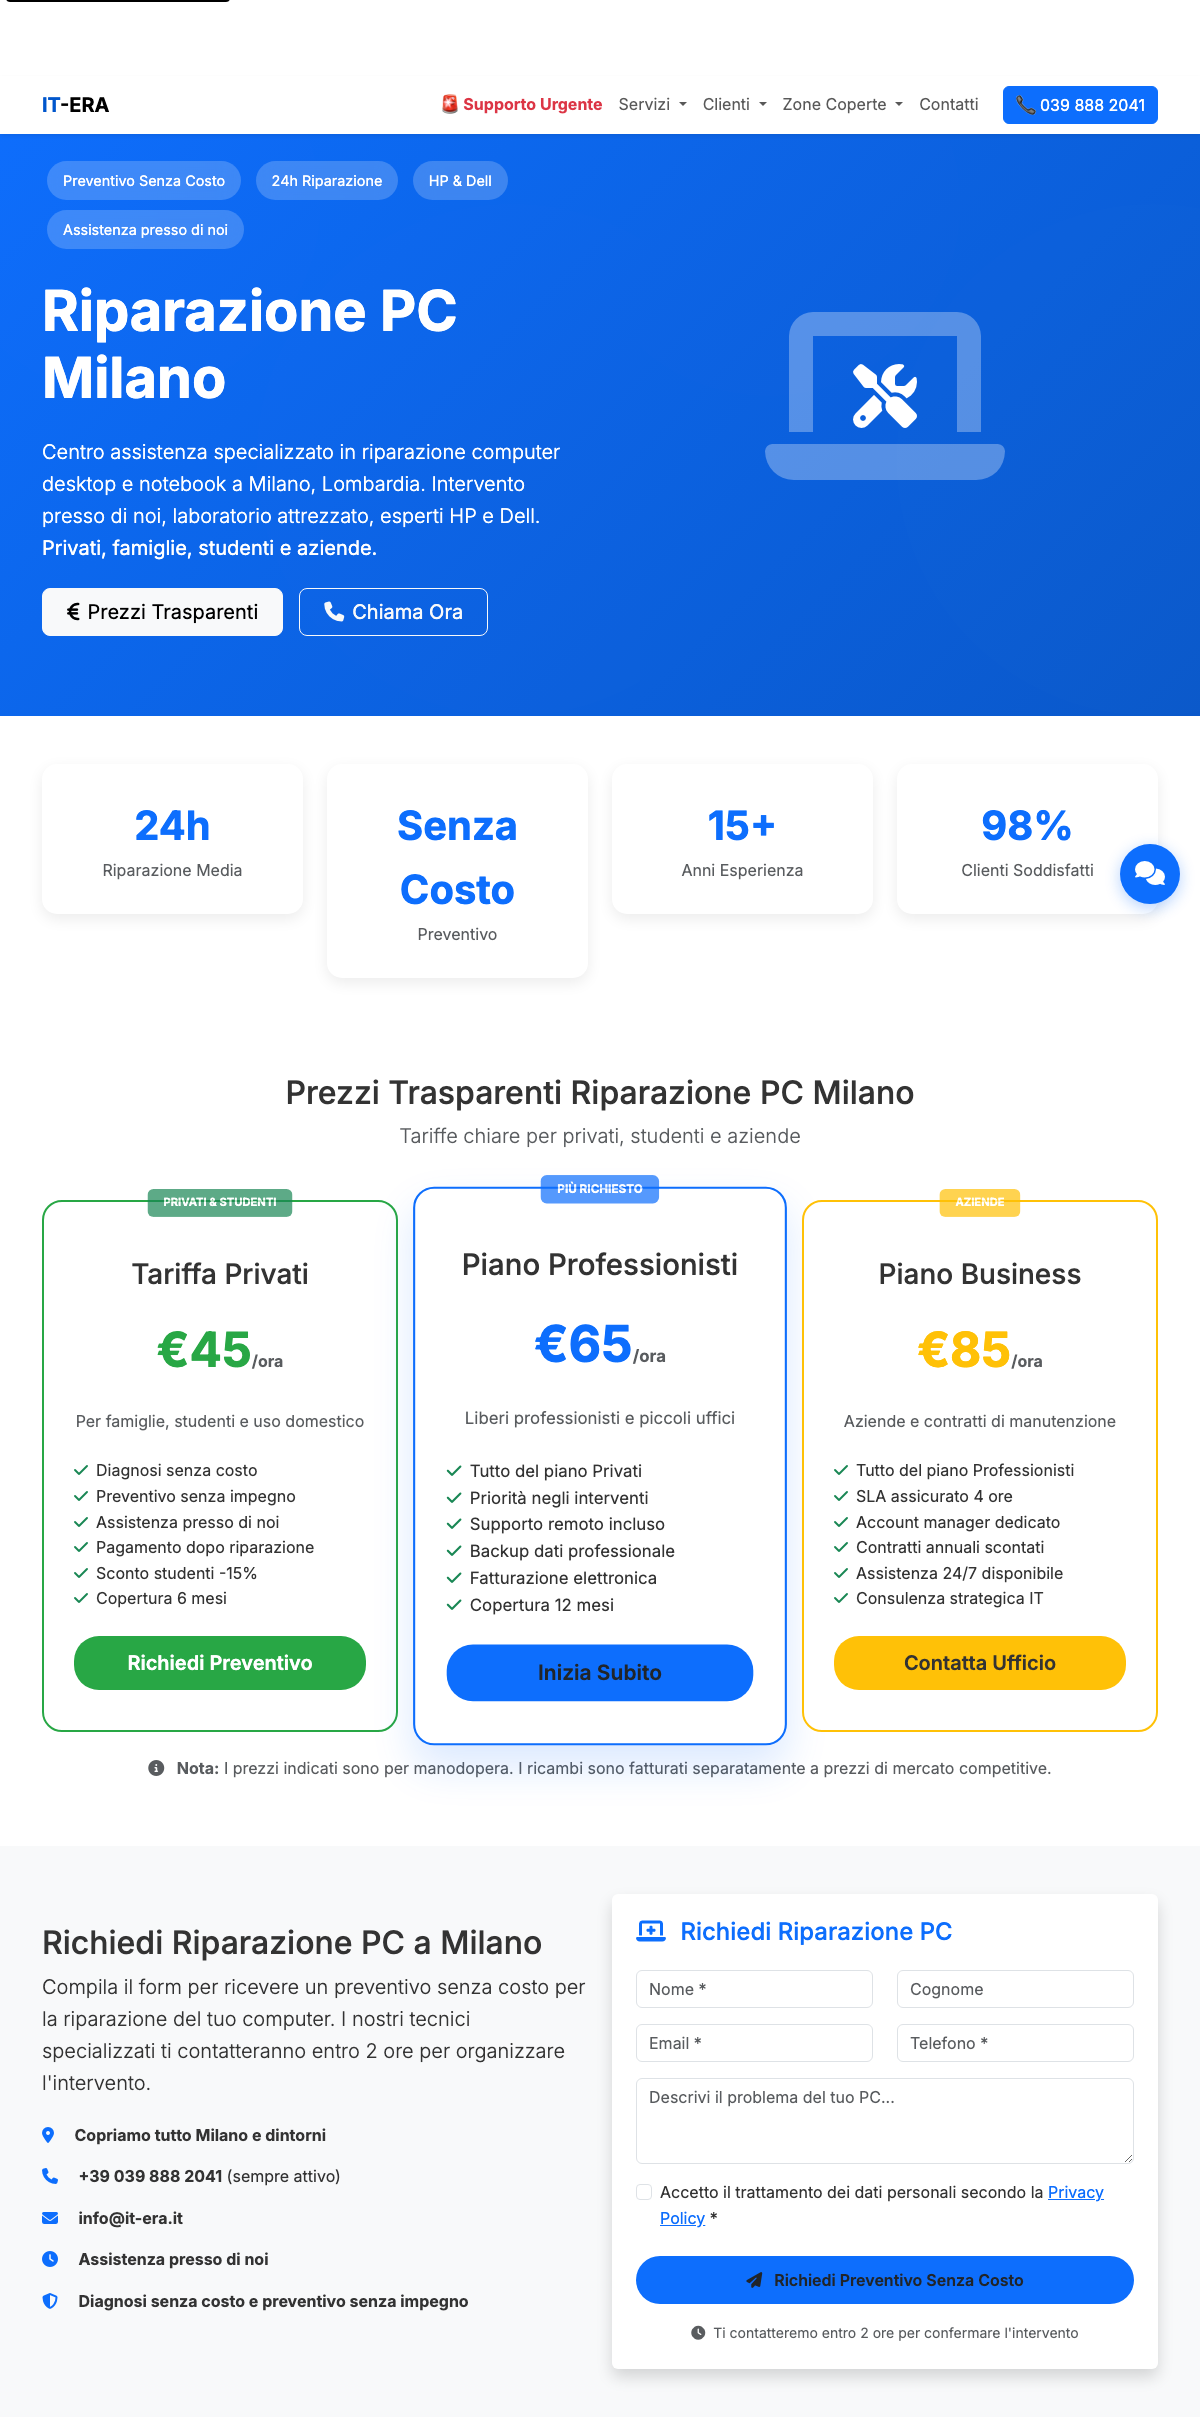 IT-ERA
🚨 Supporto Urgente Servizi Clienti Zone Coperte Contatti 📞 039 888 2041
Preventivo Senza Costo 24h Riparazione HP & Dell
Assistenza presso di noi
Riparazione PC
Milano
Centro assistenza specializzato in riparazione computer
desktop e notebook a Milano, Lombardia. Intervento
presso di noi, laboratorio attrezzato, esperti HP e Dell.
Privati, famiglie, studenti e aziende.
€ Prezzi Trasparenti Chiama Ora
24h
Riparazione Media
Senza
Costo
Preventivo
15+
Anni Esperienza
98%
Clienti Soddisfatti
Prezzi Trasparenti Riparazione PC Milano
Tariffe chiare per privati, studenti e aziende
PRIVATI & STUDENTI
Tariffa Privati
€45/ora
Per famiglie, studenti e uso domestico
Diagnosi senza costo
Preventivo senza impegno
Assistenza presso di noi
Pagamento dopo riparazione
Sconto studenti -15%
Copertura 6 mesi
Richiedi Preventivo
PIÙ RICHIESTO
Piano Professionisti
€65/ora
Liberi professionisti e piccoli uffici
Tutto del piano Privati
Priorità negli interventi
Supporto remoto incluso
Backup dati professionale
Fatturazione elettronica
Copertura 12 mesi
Inizia Subito
AZIENDE
Piano Business
€85/ora
Aziende e contratti di manutenzione
Tutto del piano Professionisti
SLA assicurato 4 ore
Account manager dedicato
Contratti annuali scontati
Assistenza 24/7 disponibile
Consulenza strategica IT
Contatta Ufficio
Nota: I prezzi indicati sono per manodopera. I ricambi sono fatturati separatamente a prezzi di mercato competitive.
Richiedi Riparazione PC a Milano
Compila il form per ricevere un preventivo senza costo per
la riparazione del tuo computer. I nostri tecnici
specializzati ti contatteranno entro 2 ore per organizzare
l'intervento.
Copriamo tutto Milano e dintorni
+39 039 888 2041 (sempre attivo)
info@it-era.it
Assistenza presso di noi
Diagnosi senza costo e preventivo senza impegno
Richiedi Riparazione PC
Nome * Cognome
Email * Telefono *
Descrivi il problema del tuo PC...
Accetto il trattamento dei dati personali secondo la Privacy
Policy *
Richiedi Preventivo Senza Costo
Ti contatteremo entro 2 ore per confermare l'intervento